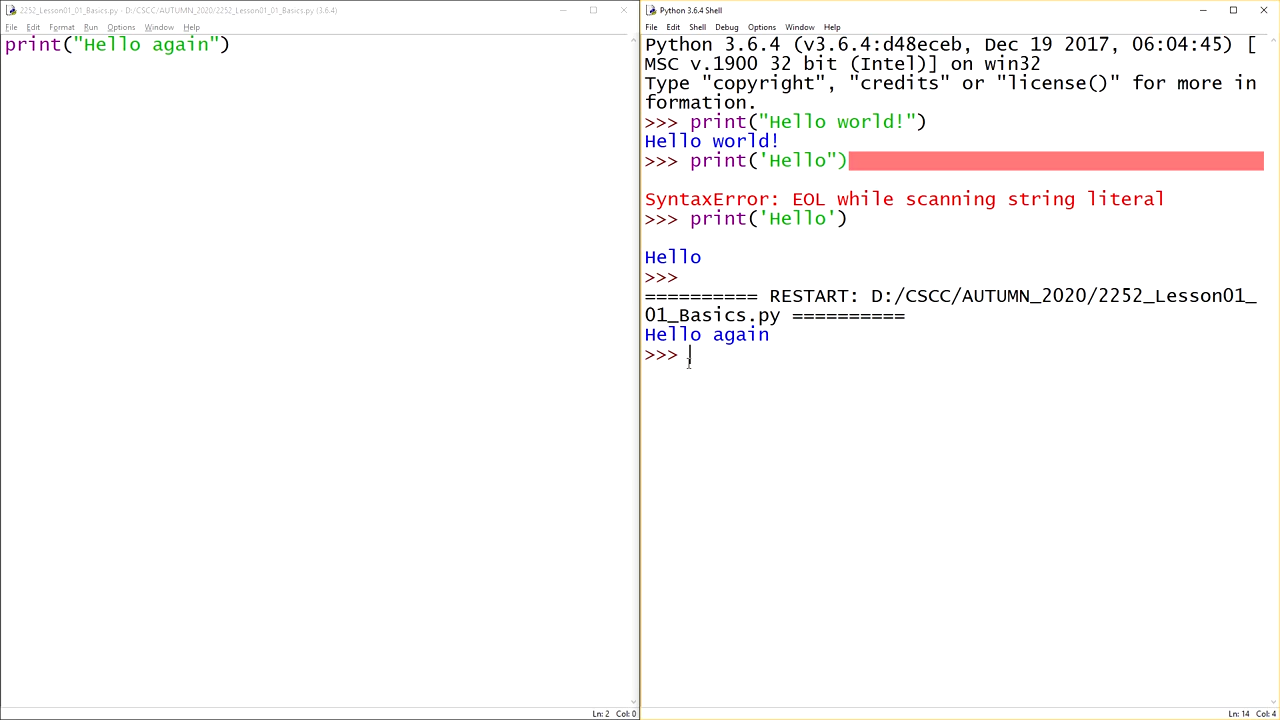 2252_Lesson01_01_Basics.py - D:/CSCC/AUTUMN_2020/2252_Lesson01_01_Basics.py (3.6.4)
File Edit Format Run Options Window Help
print("Hello again")
Ln: 2 Col: 0
Python 3.6.4 Shell
File Edit Shell Debug Options Window Help
Python 3.6.4 (v3.6.4:d48eceb, Dec 19 2017, 06:04:45) [
MSC v.1900 32 bit (Intel)] on win32
Type "copyright", "credits" or "license()" for more in
formation.
>>> print("Hello world!")
Hello world!
>>> print('Hello")
SyntaxError: EOL while scanning string literal
>>> print('Hello')
Hello
>>>
========== RESTART: D:/CSCC/AUTUMN_2020/2252_Lesson01_
01_Basics.py ==========
Hello again
>>>
Ln: 14 Col: 4